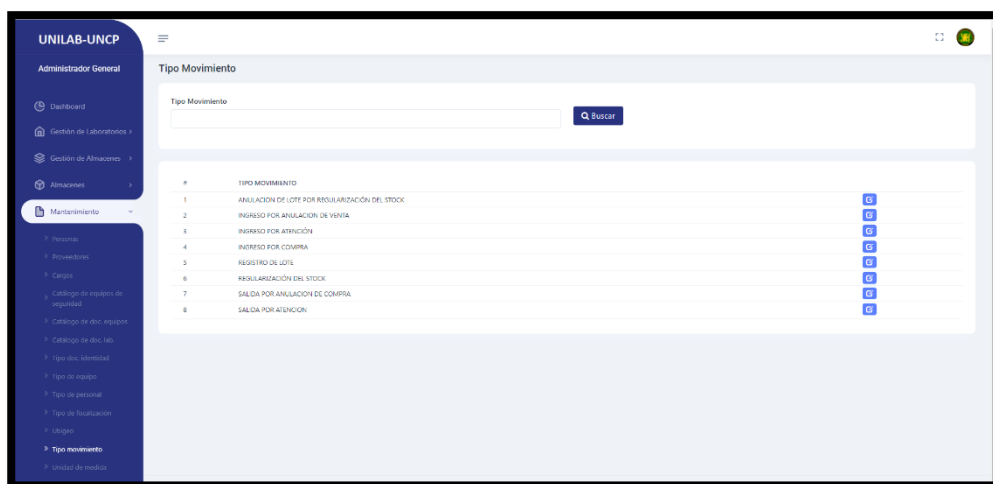 UNILAB-UNCP
Administrador General
Dashboard
Gestión de Laboratorios
Gestión de Almacenes
Almacenes
Mantenimiento
Personas
Proveedores
Cargos
Catálogo de equipos de
seguridad
Catálogo de doc. equipos
Catálogo de doc. lab.
Tipo doc. identidad
Tipo de equipo
Tipo de personal
Tipo de focalización
Ubigeo
Tipo movimiento
Unidad de medida
Tipo Movimiento
Tipo Movimiento
Buscar
# TIPO MOVIMIENTO
1 ANULACION DE LOTE POR REGULARIZACIÓN DEL STOCK
2 INGRESO POR ANULACION DE VENTA
3 INGRESO POR ATENCIÓN
4 INGRESO POR COMPRA
5 REGISTRO DE LOTE
6 REGULARIZACIÓN DEL STOCK
7 SALIDA POR ANULACION DE COMPRA
8 SALIDA POR ATENCION